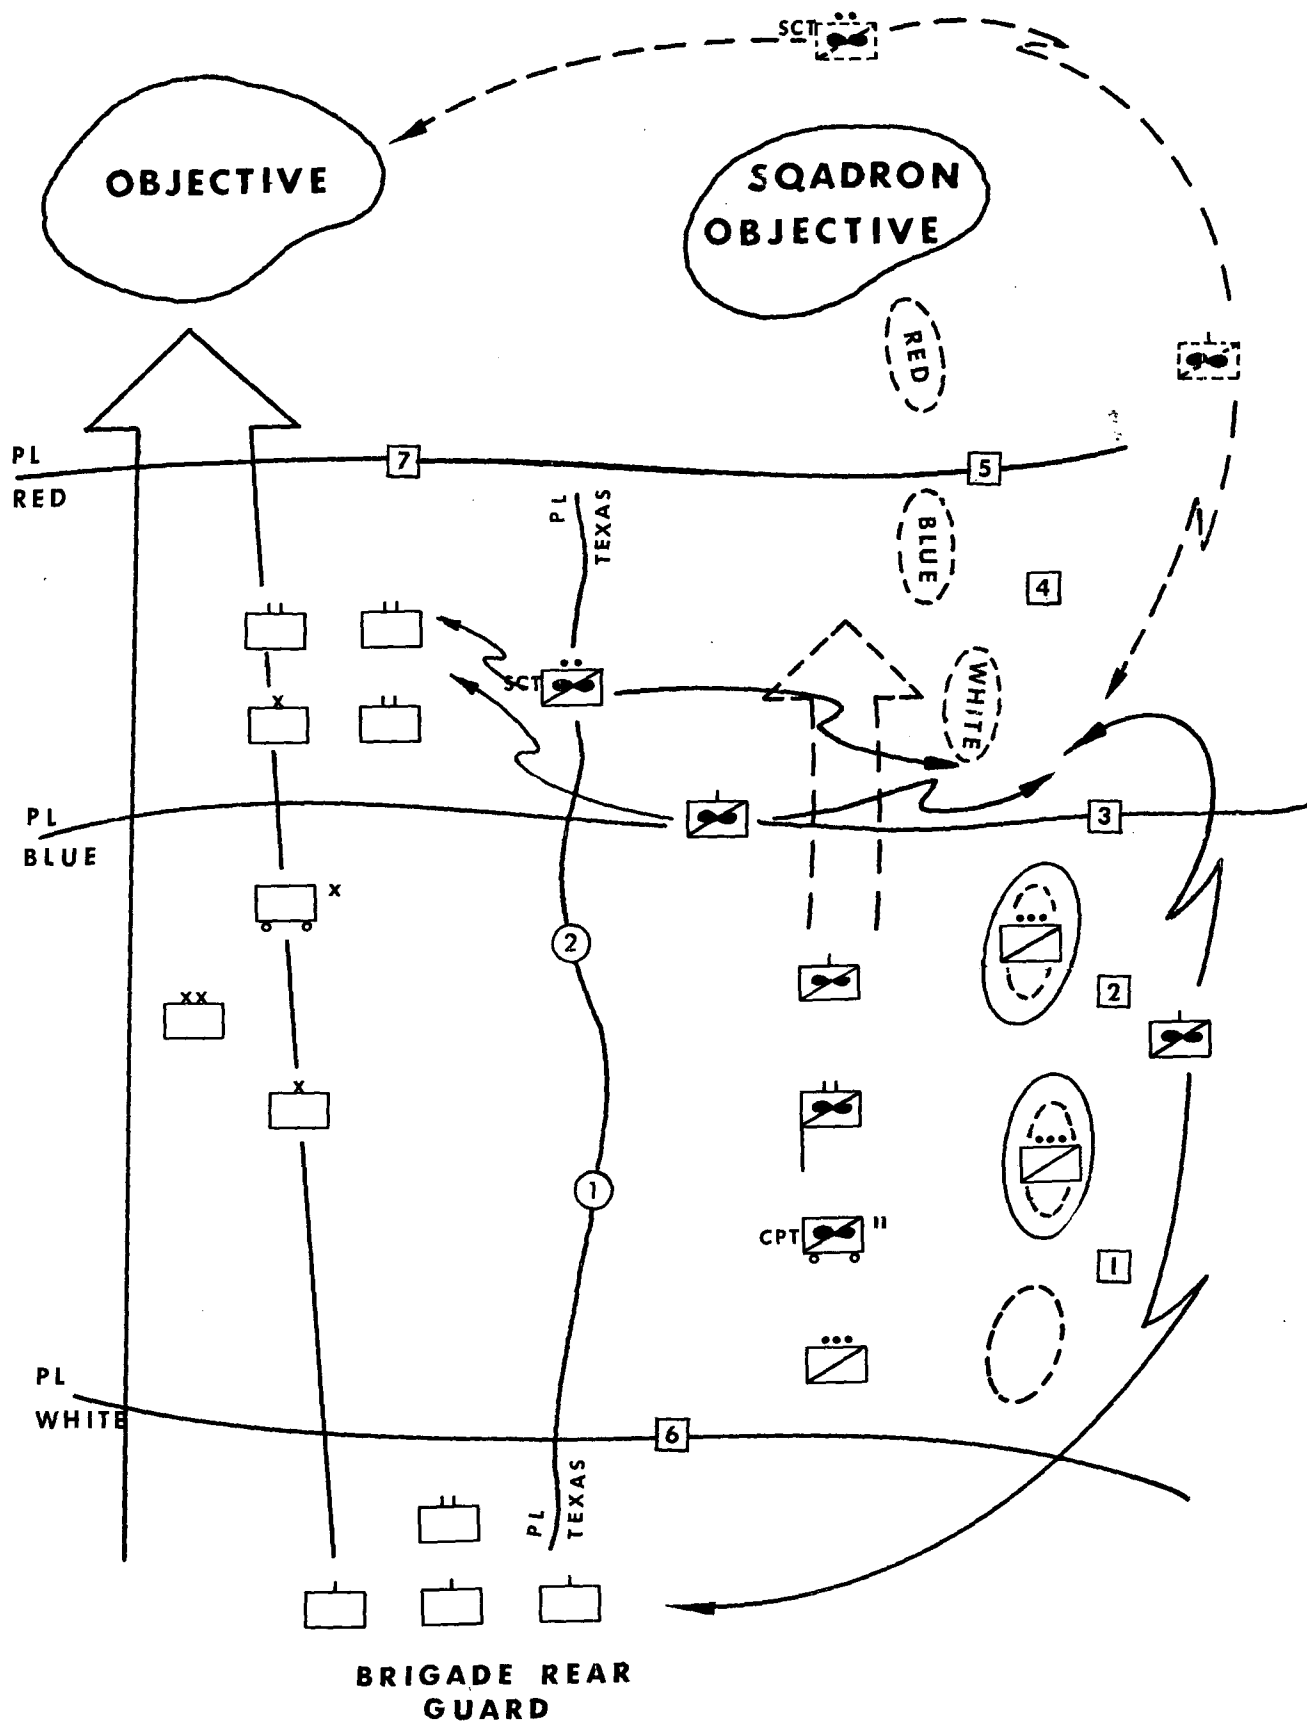 SCT
OBJECTIVE
SQADRON
OBJECTIVE
RED
PL
RED
7
5
PL
TEXAS
BLUE
4
SCT
WHITE
X
PL
BLUE
3
X
2
XX
2
X
1
CPT
II
1
PL
WHITE
6
PL
TEXAS
BRIGADE REAR
GUARD